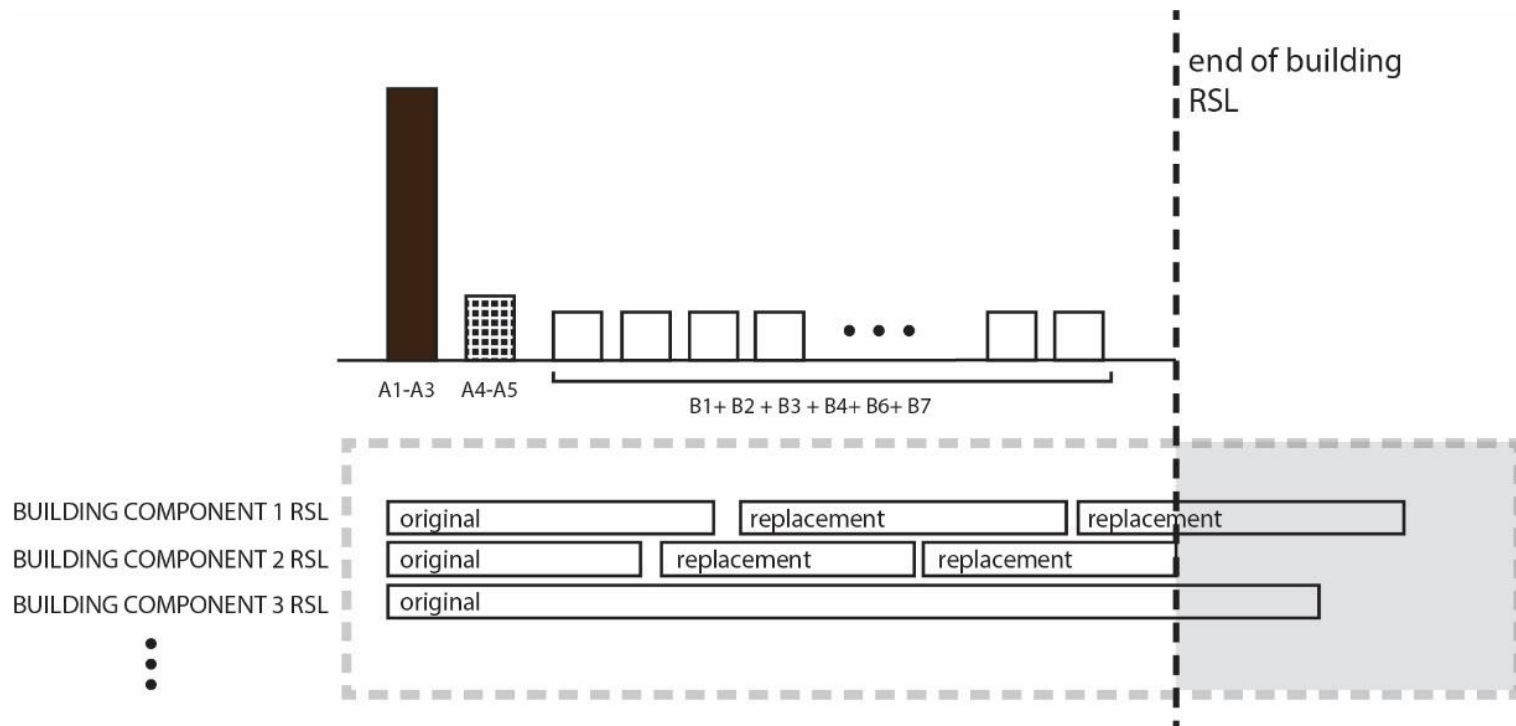 end of building
RSL
A1-A3
A4-A5
B1+ B2 + B3 + B4+ B6+ B7
BUILDING COMPONENT 1 RSL
original
replacement
replacement
BUILDING COMPONENT 2 RSL
original
replacement
replacement
BUILDING COMPONENT 3 RSL
original